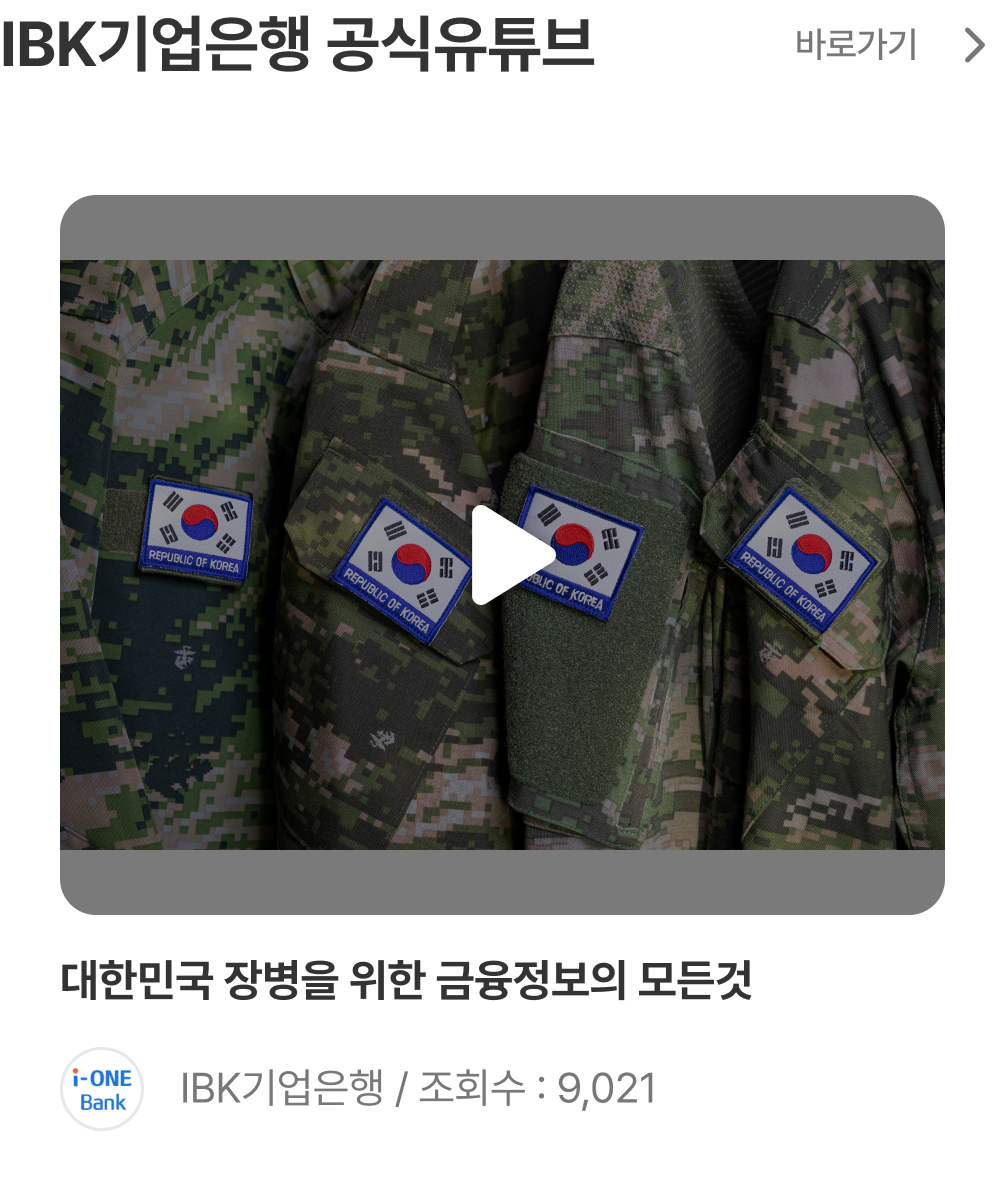 IBK기업은행 공식유튜브
바로가기
REPUBLIC OF KOREA
REPUBLIC OF KOREA
BLIC OF KOREA
REPUBLIC OF KOREA
대한민국 장병을 위한 금융정보의 모든것
i-ONE
Bank
IBK기업은행 / 조회수 : 9,021